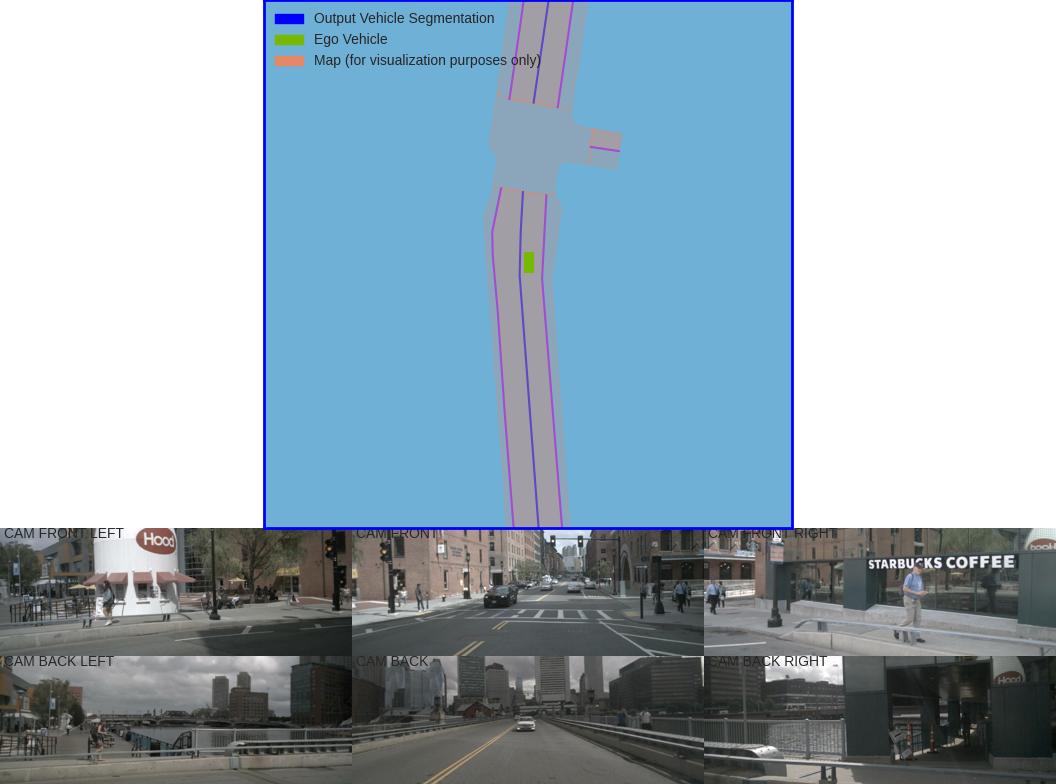 Output Vehicle Segmentation
Ego Vehicle
Map (for visualization purposes only)
CAM FRONT LEFT
CAM FRONT
CAM FRONT RIGHT
Hood
STARBUCKS COFFEE
CAM BACK LEFT
CAM BACK
CAM BACK RIGHT
Hood